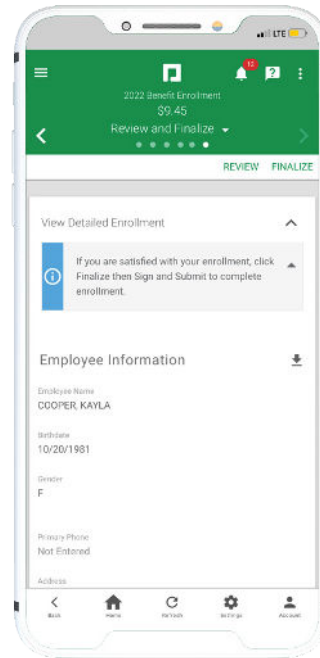 LTE
10
?
2022 Benefit Enrollment
$9.45
Review and Finalize
REVIEW FINALIZE
View Detailed Enrollment
If you are satisfied with your enrollment, click
Finalize then Sign and Submit to complete
enrollment.
Employee Information
Employee Name
COOPER, KAYLA
Birthdate
10/20/1981
Gender
F
Primary Phone
Not Entered
Address
Back Home Refresh Settings Account